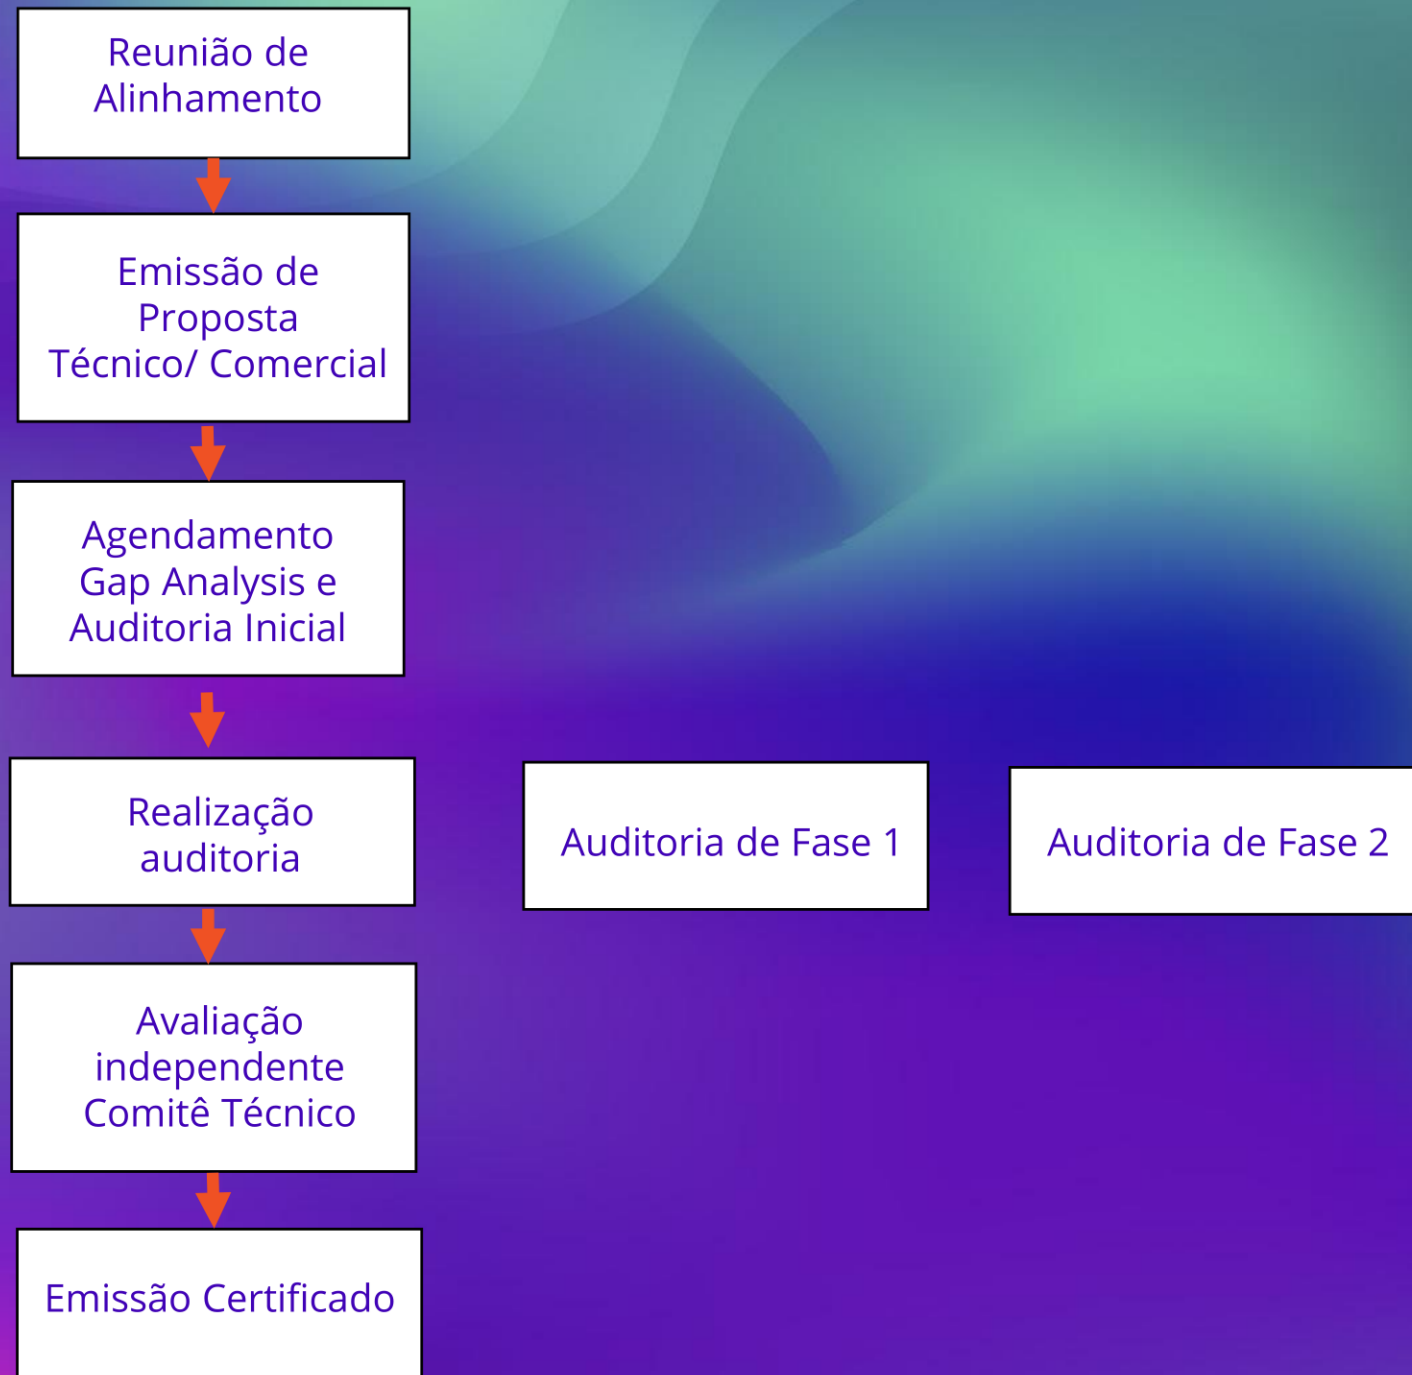 Reunião de
Alinhamento
Emissão de
Proposta
Técnico/ Comercial
Agendamento
Gap Analysis e
Auditoria Inicial
Realização
auditoria
Auditoria de Fase 1
Auditoria de Fase 2
Avaliação
independente
Comitê Técnico
Emissão Certificado